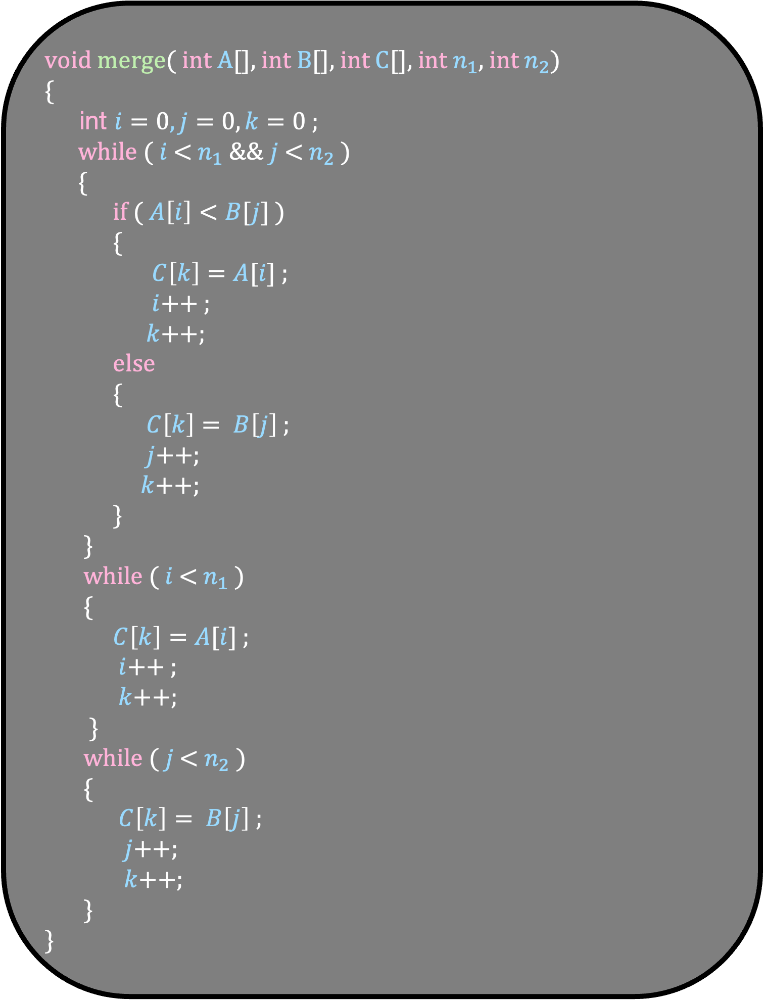 void merge( int A[], int B[], int C[], int n₁, int n₂)
{
int i = 0, j = 0, k = 0 ;
while ( i < n₁ && j < n₂ )
{
if ( A[i] < B[j] )
{
C[k] = A[i] ;
i++ ;
k++;
else
{
C[k] = B[j] ;
j++;
k++;
}
}
while ( i < n₁ )
{
C[k] = A[i] ;
i++ ;
k++;
}
while ( j < n₂ )
{
C[k] = B[j] ;
j++;
k++;
}
}